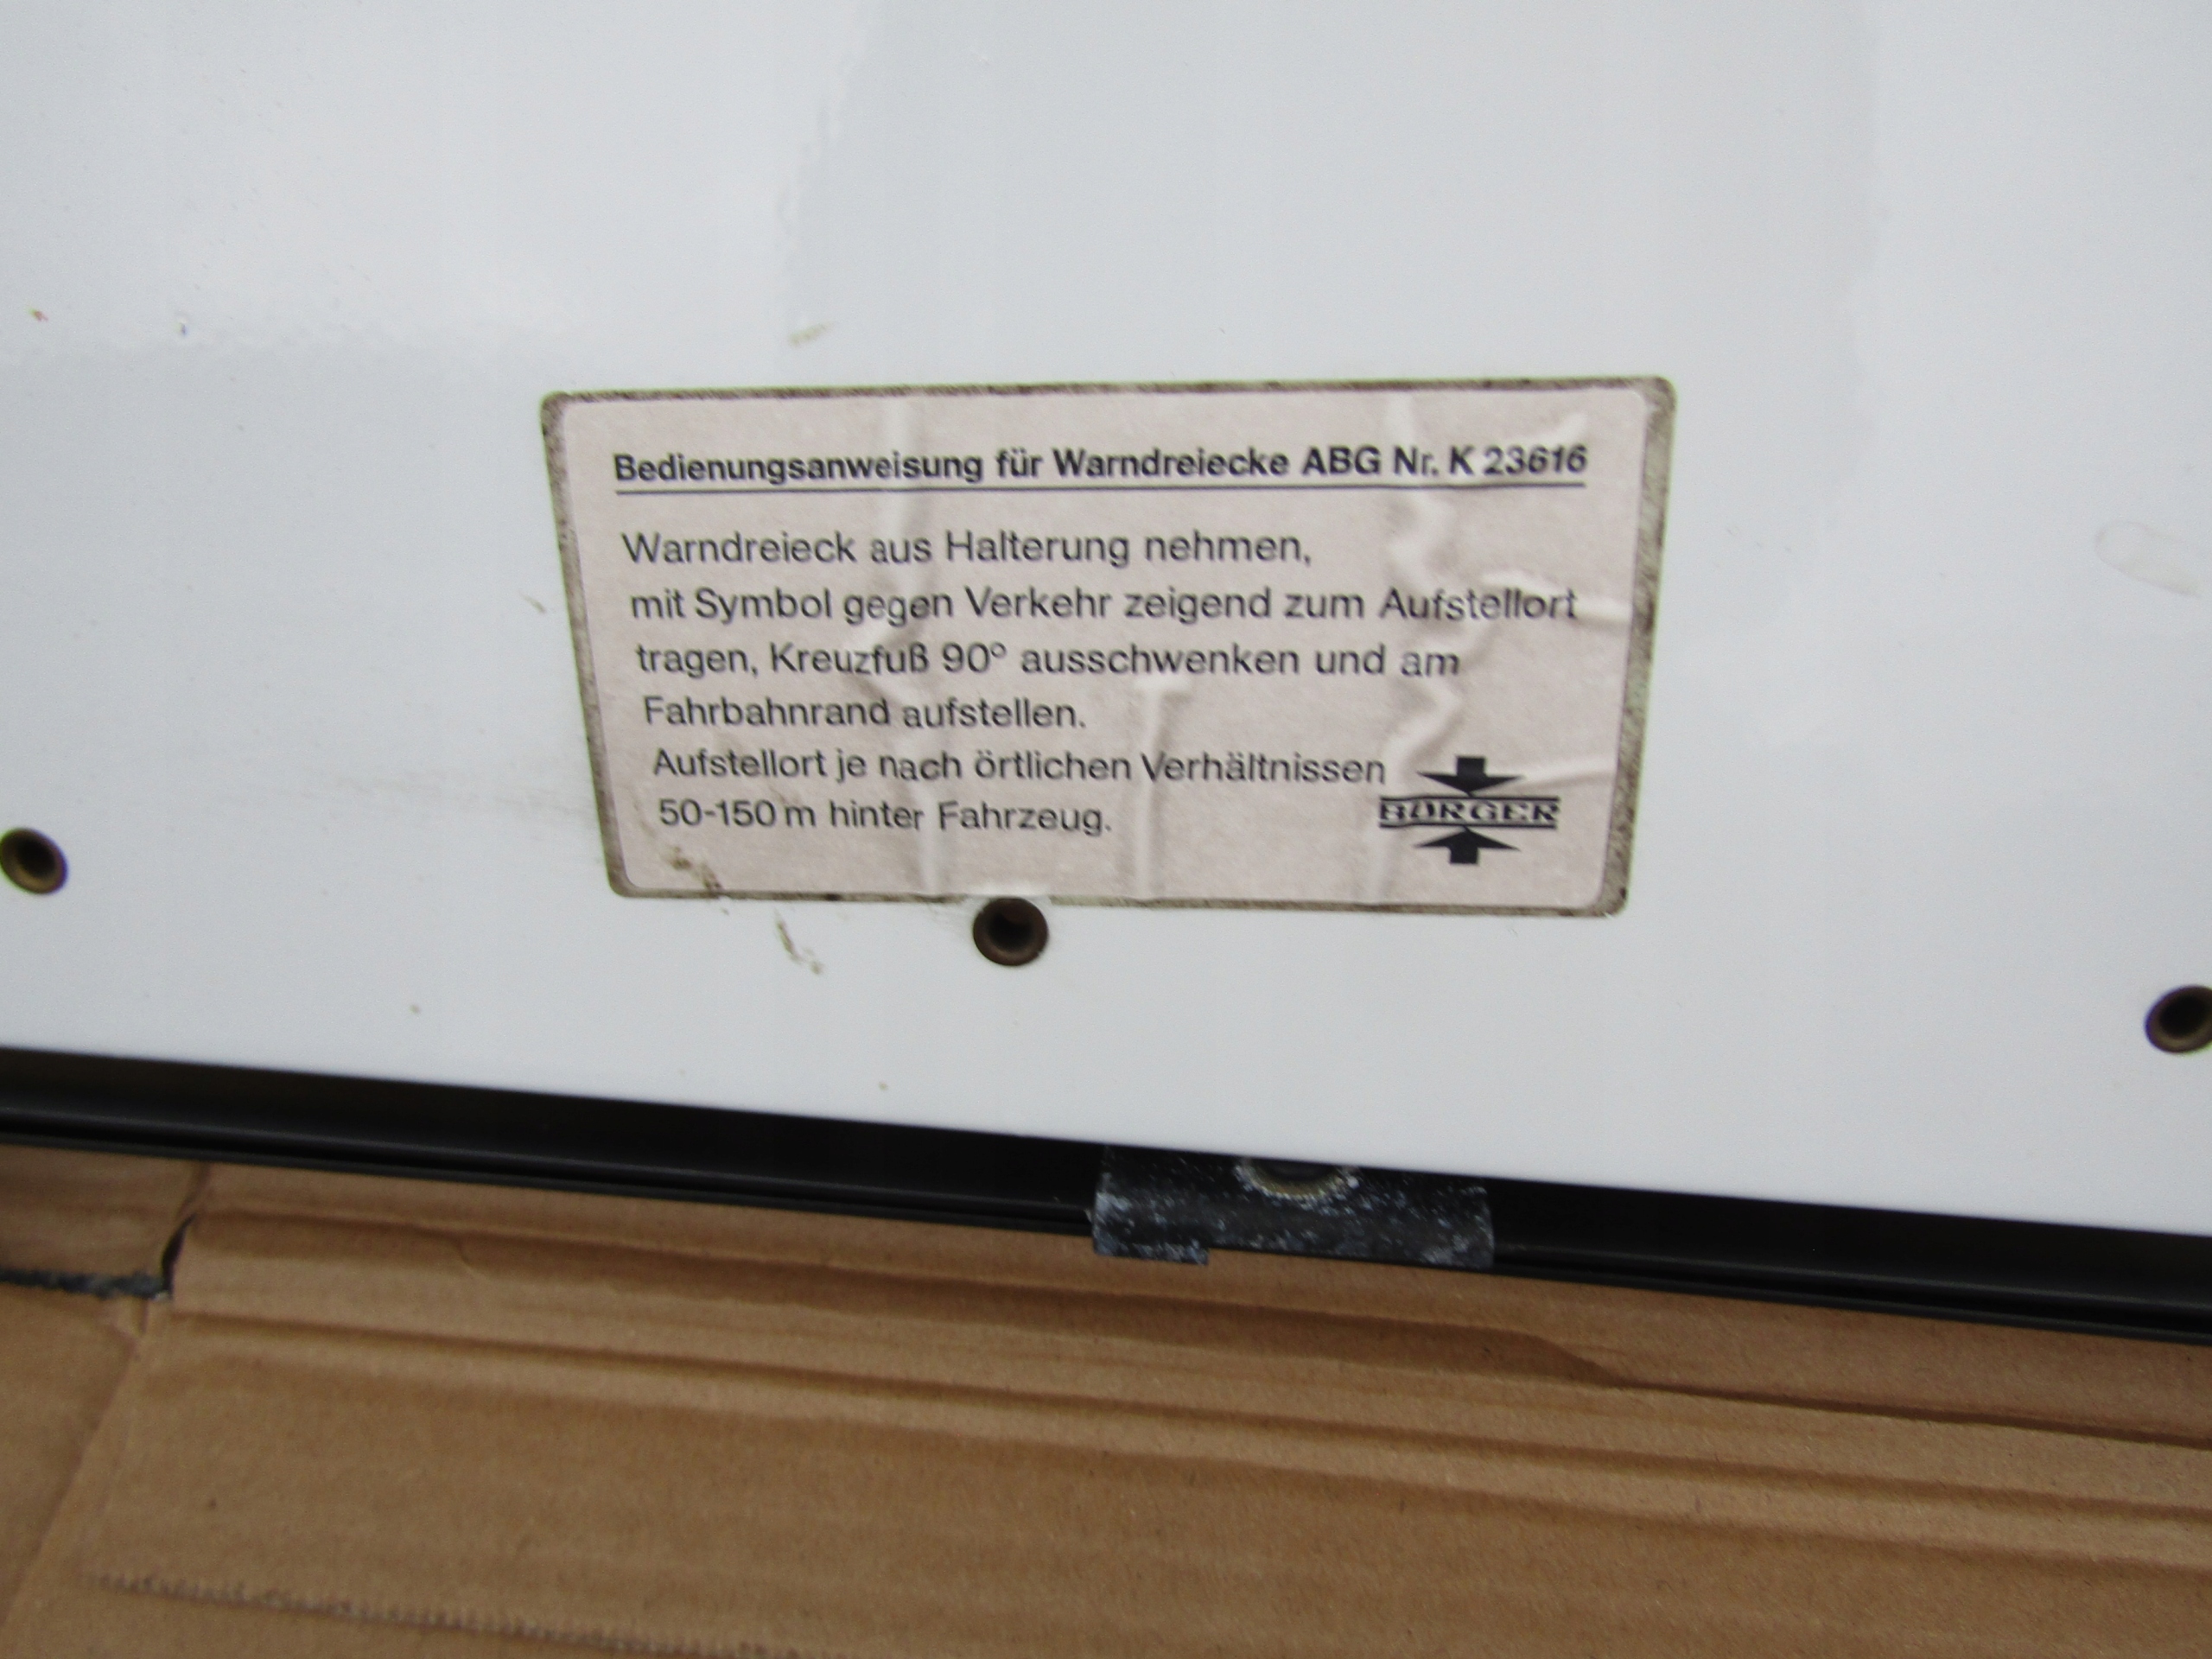 Bedienungsanweisung für Warndreiecke ABG Nr. K 23616
Warndreieck aus Halterung nehmen,
mit Symbol gegen Verkehr zeigend zum Aufstellort
tragen, Kreuzfuß 90° ausschwenken und am
Fahrbahnrand aufstellen.
Aufstellort je nach örtlichen Verhältnissen
50-150 m hinter Fahrzeug.
BÜRGER